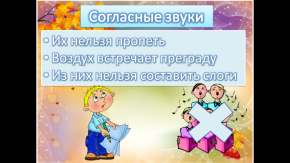 Согласные звуки
• Их нельзя пропеть
• Воздух встречает преграду
• Из них нельзя составить слоги